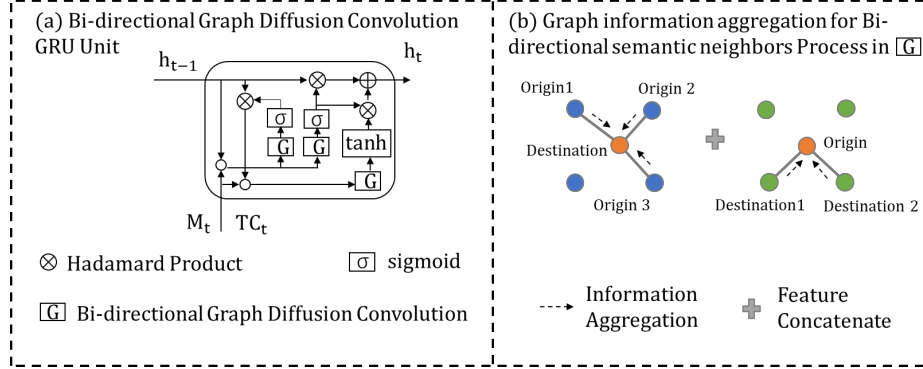 (a) Bi-directional Graph Diffusion Convolution
GRU Unit
h_{t-1}
h_t
σ
σ
G
G
tanh
G
M_t
TC_t
⊗ Hadamard Product
σ sigmoid
G Bi-directional Graph Diffusion Convolution
(b) Graph information aggregation for Bi-
directional semantic neighbors Process in G
Origin1
Origin 2
Destination
Origin 3
Origin
Destination1
Destination 2
Information
Aggregation
Feature
Concatenate